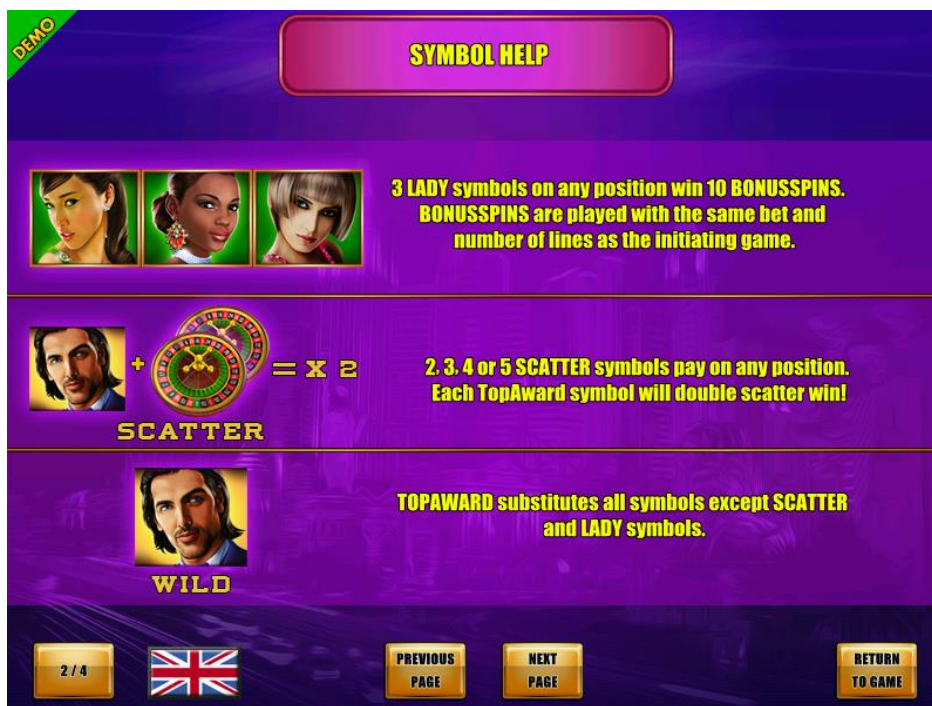 DEMO
SYMBOL HELP
3 LADY symbols on any position win 10 BONUSSPINS.
BONUSSPINS are played with the same bet and
number of lines as the initiating game.
+ = X 2
SCATTER
2, 3, 4 or 5 SCATTER symbols pay on any position.
Each TopAward symbol will double scatter win!
WILD
TOPAWARD substitutes all symbols except SCATTER
and LADY symbols.
2 / 4
PREVIOUS
PAGE
NEXT
PAGE
RETURN
TO GAME